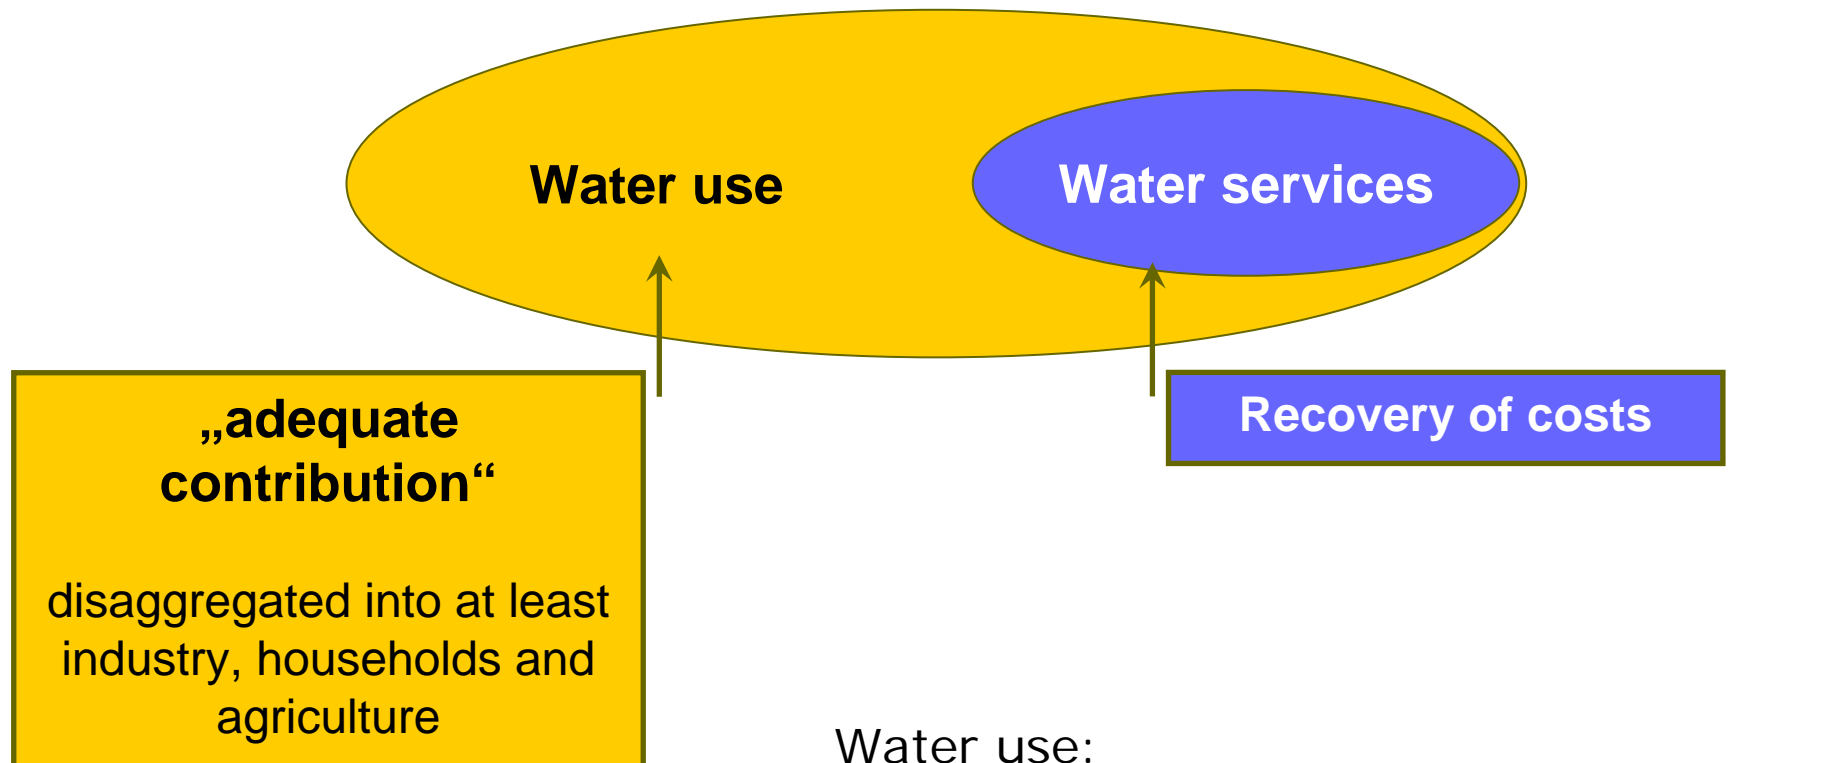 Water use
Water services
„adequate
contribution“
disaggregated into at least
industry, households and
agriculture
Recovery of costs
Water use: